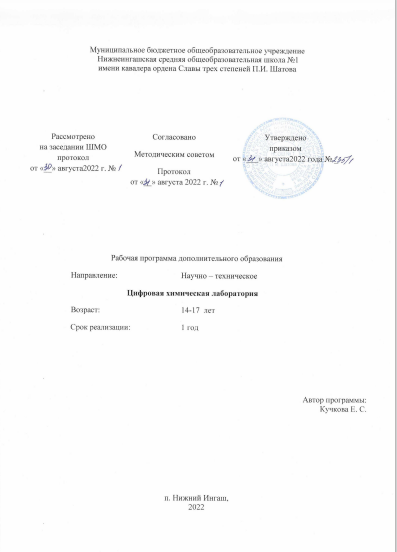 Муниципальное бюджетное общеобразовательное учреждение
Нижнеингашская средняя общеобразовательная школа №1
имени кавалера ордена Славы трех степеней П.И. Шатова
Рассмотрено
на заседании ШМО
протокол
от «30» августа2022 г. № 1
Согласовано
Методическим советом
Протокол
от «31» августа 2022 г. №1
Утверждено
приказом
от «31» августа2022 года №
Рабочая программа дополнительного образования
Направление: Научно – техническое
Цифровая химическая лаборатория
Возраст: 14-17 лет
Срок реализации: 1 год
Автор программы:
Кучкова Е. С.
п. Нижний Ингаш,
2022